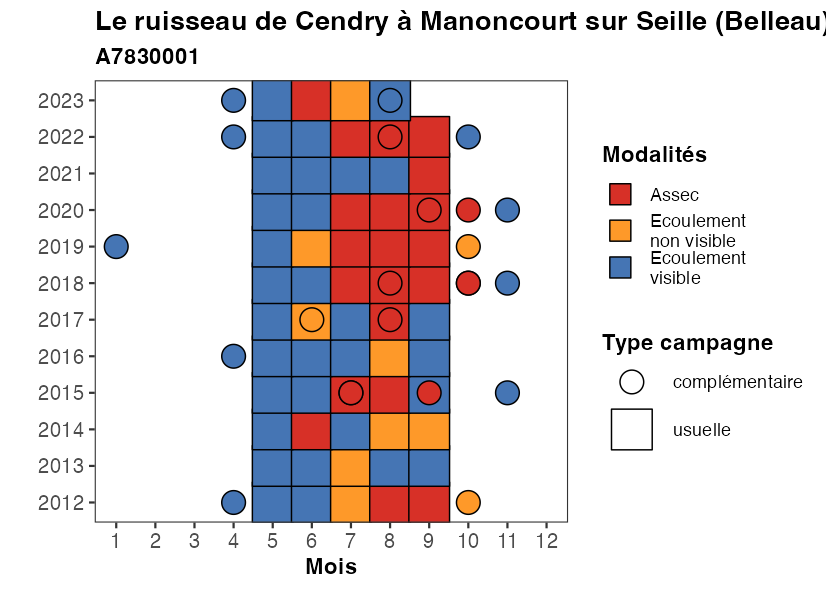 Le ruisseau de Cendry à Manoncourt sur Seille (Belleau)
A7830001
2023
2022
2021
2020
2019
2018
2017
2016
2015
2014
2013
2012
1 2 3 4 5 6 7 8 9 10 11 12
Mois
Modalités
Assec
Ecoulement
non visible
Ecoulement
visible
Type campagne
complémentaire
usuelle